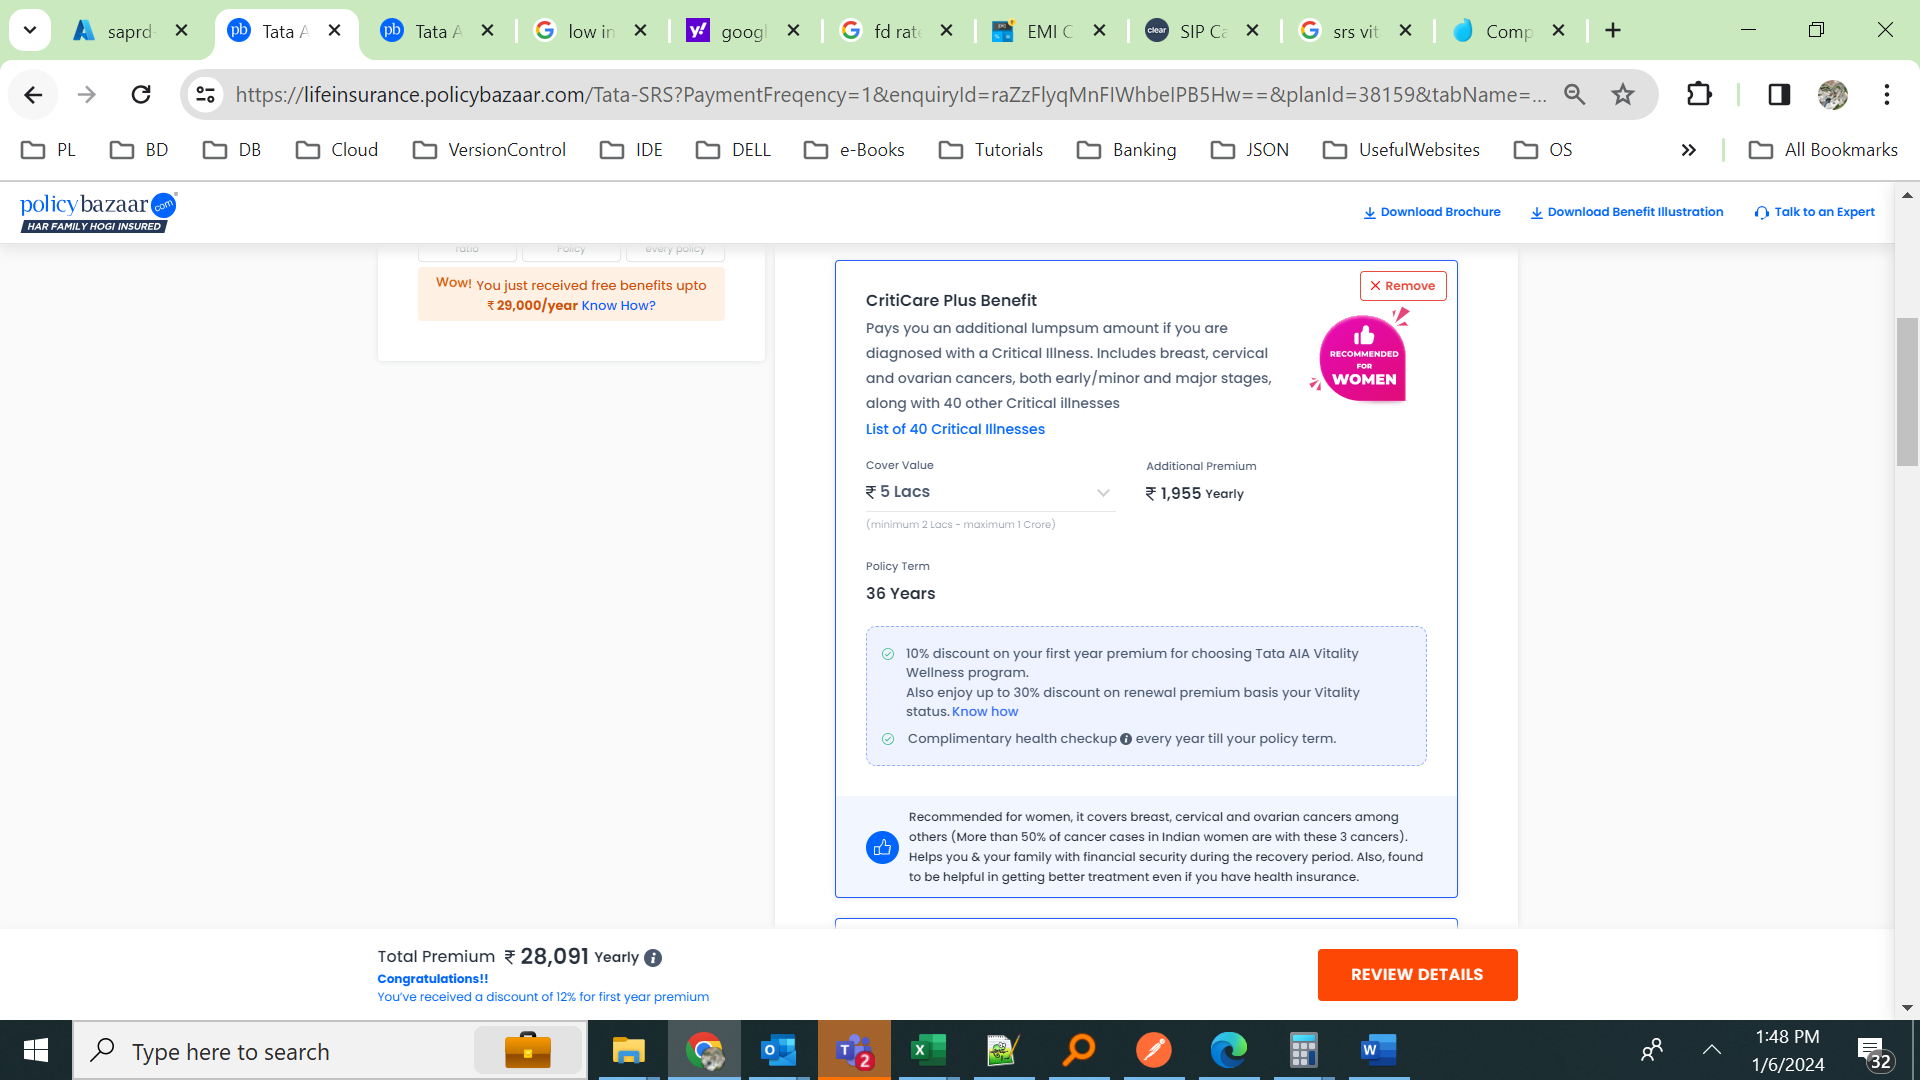 saprd-
Tata A
Tata A
low in
googl
fd rate
EMI C
SIP Ca
srs vit
Comp
https://lifeinsurance.policybazaar.com/Tata-SRS?PaymentFreqency=1&enquiryId=raZzFlyqMnFIWhbeIPB5Hw==&planId=38159&tabName=...
PL
BD
DB
Cloud
VersionControl
IDE
DELL
e-Books
Tutorials
Banking
JSON
UsefulWebsites
OS
»
All Bookmarks
policybazaar com
HAR FAMILY HOGI INSURED
Download Brochure
Download Benefit Illustration
Talk to an Expert
ratio
Policy
every policy
Wow! You just received free benefits upto
₹ 29,000/year Know How?
Remove
CritiCare Plus Benefit
Pays you an additional lumpsum amount if you are
diagnosed with a Critical Illness. Includes breast, cervical
and ovarian cancers, both early/minor and major stages,
along with 40 other Critical illnesses
List of 40 Critical Illnesses
RECOMMENDED
FOR
WOMEN
Cover Value
₹ 5 Lacs
(minimum 2 Lacs - maximum 1 Crore)
Additional Premium
₹ 1,955 Yearly
Policy Term
36 Years
10% discount on your first year premium for choosing Tata AIA Vitality
Wellness program.
Also enjoy up to 30% discount on renewal premium basis your Vitality
status. Know how
Complimentary health checkup i every year till your policy term.
Recommended for women, it covers breast, cervical and ovarian cancers among
others (More than 50% of cancer cases in Indian women are with these 3 cancers).
Helps you & your family with financial security during the recovery period. Also, found
to be helpful in getting better treatment even if you have health insurance.
Total Premium ₹ 28,091 Yearly i
Congratulations!!
You've received a discount of 12% for first year premium
REVIEW DETAILS
Type here to search
2
1:48 PM
1/6/2024
32